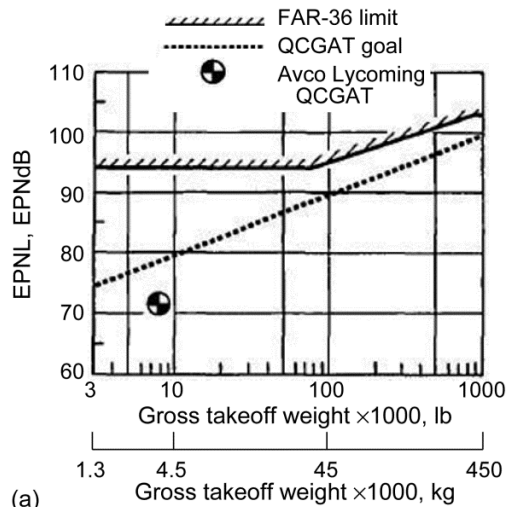 FAR-36 limit
QCGAT goal
Avco Lycoming
QCGAT
EPNL, EPNdB
110
100
90
80
70
60
3 10 100 1000
Gross takeoff weight ×1000, lb
1.3 4.5 45 450
Gross takeoff weight ×1000, kg
(a)